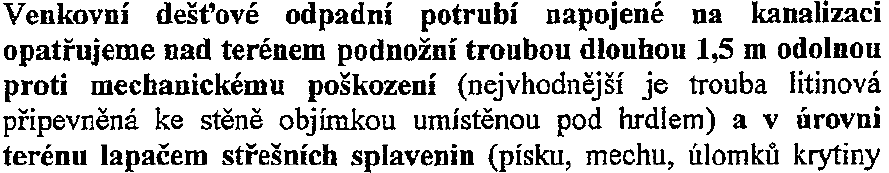 Venkovní dešťové odpadní potrubí napojené na kanalizaci
opatřujeme nad terénem podnožní troubou dlouhou 1,5 m odolnou
proti mechanickému poškození (nejvhodnější je trouba litinová
připevněná ke stěně objímkou umístěnou pod hrdlem) a v úrovni
terénu lapačem střešních splavenin (písku, mechu, úlomků krytiny